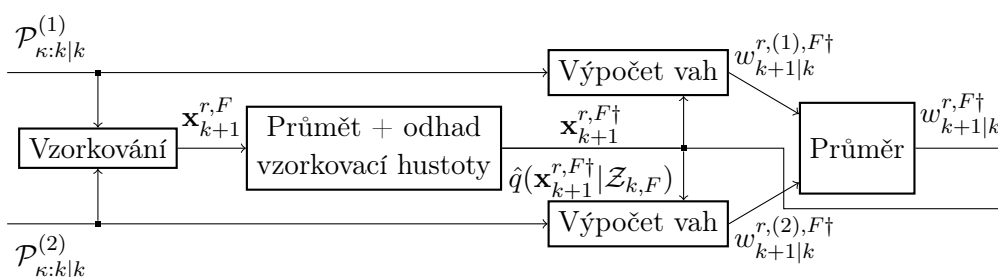 𝒫^{(1)}_{κ:k|k}
Výpočet vah
w^{r,(1),F†}_{k+1|k}
x^{r,F}_{k+1}
Průmět + odhad
vzorkovací hustoty
x^{r,F†}_{k+1}
w^{r,F†}_{k+1|k}
Vzorkování
Průměr
q̂(x^{r,F†}_{k+1}|𝒵_{k,F})
Výpočet vah
w^{r,(2),F†}_{k+1|k}
𝒫^{(2)}_{κ:k|k}